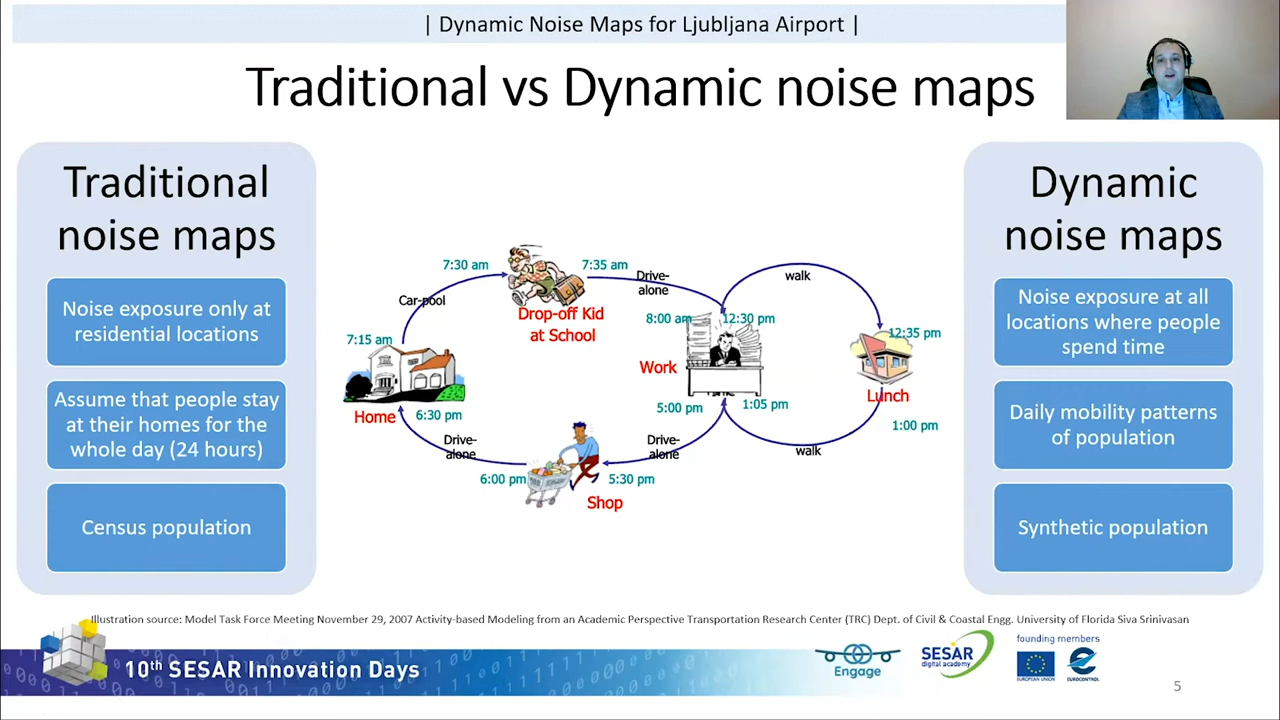 | Dynamic Noise Maps for Ljubljana Airport |
Traditional vs Dynamic noise maps
Traditional
noise maps
Noise exposure only at
residential locations
Assume that people stay
at their homes for the
whole day (24 hours)
Census population
7:30 am
7:35 am
Drive-
alone
walk
Car-pool
Drop-off Kid
at School
8:00 am
12:30 pm
12:35 pm
7:15 am
Work
Home
6:30 pm
5:00 pm
1:05 pm
Lunch
1:00 pm
Drive-
alone
Drive-
alone
walk
6:00 pm
5:30 pm
Shop
Dynamic
noise maps
Noise exposure at all
locations where people
spend time
Daily mobility patterns
of population
Synthetic population
Illustration source: Model Task Force Meeting November 29, 2007 Activity-based Modeling from an Academic Perspective Transportation Research Center (TRC) Dept. of Civil & Coastal Engg. University of Florida Siva Srinivasan
10th SESAR Innovation Days
Engage
SESAR
digital academy
founding members
EUROPEAN UNION
EUROCONTROL
5